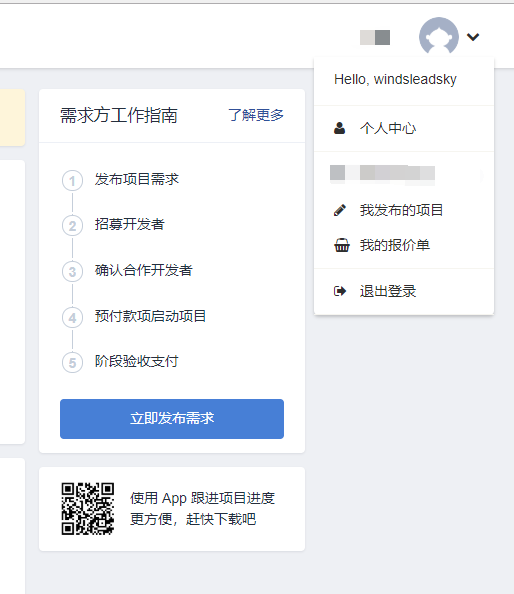 Hello, windsleadsky
个人中心
我发布的项目
我的报价单
退出登录
需求方工作指南 了解更多
1 发布项目需求
2 招募开发者
3 确认合作开发者
4 预付款项启动项目
5 阶段验收支付
立即发布需求
使用 App 跟进项目进度
更方便，赶快下载吧